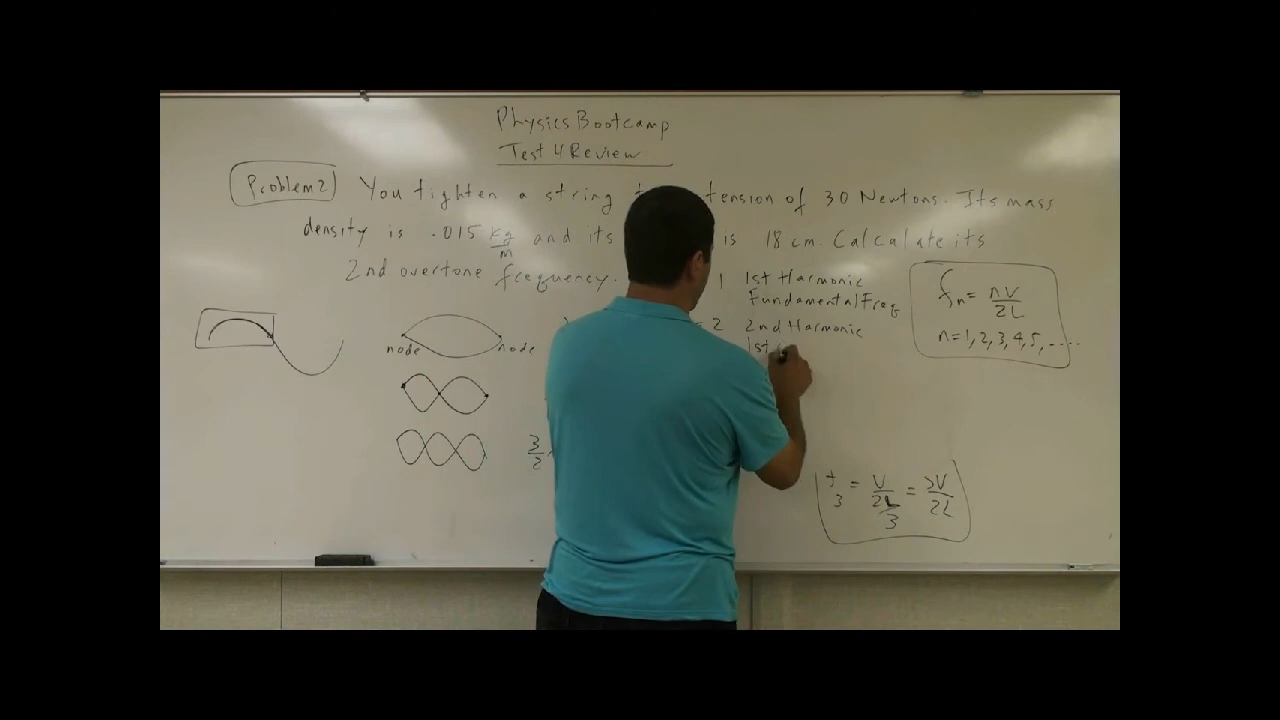 Physics Bootcamp
Test 4 Review
Problem 2 You tighten a string tension of 30 Newtons. Its mass
density is .015 kg/m and its is 18 cm. Calculate its
2nd overtone frequency. 1 1st Harmonic
Fundamental Freq
= 2 2nd Harmonic
1st
fn = nV/2L
n=1,2,3,4,5,.....
node node
3/2
f3 = V/(2L/3) = 3V/2L